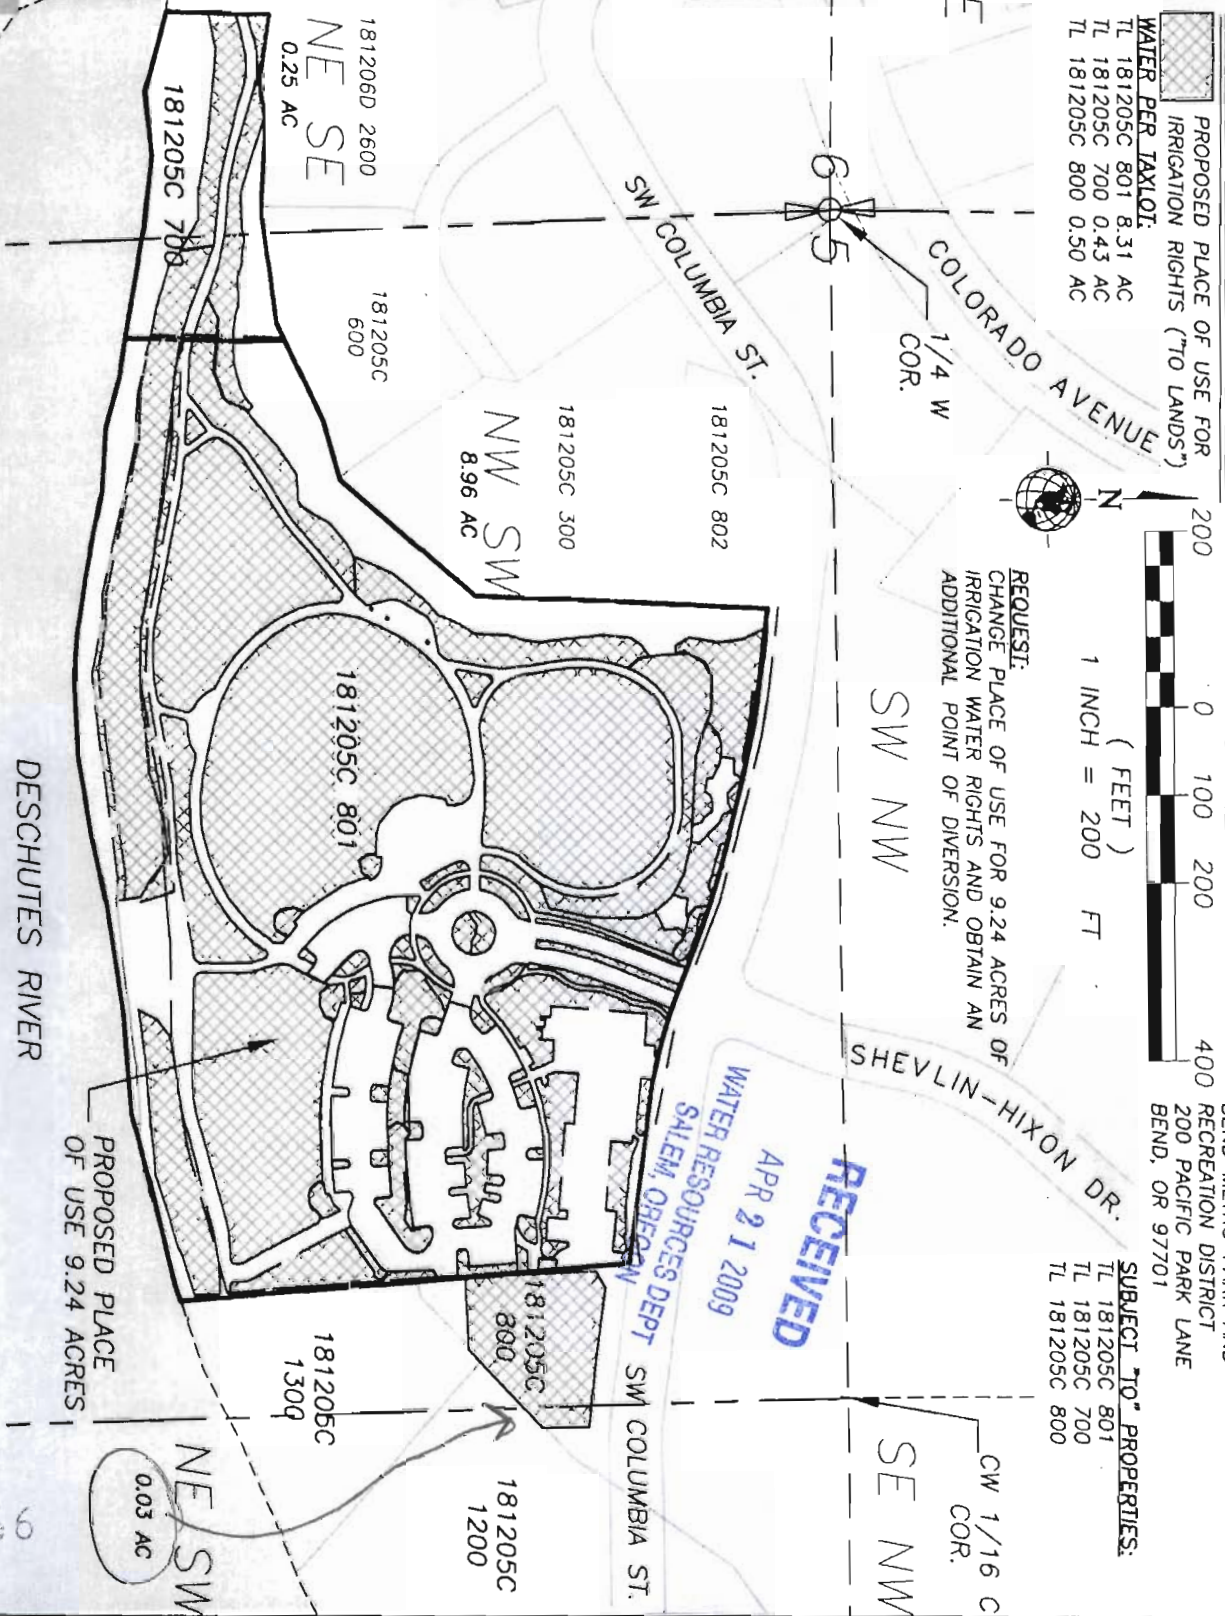 PROPOSED PLACE OF USE FOR
IRRIGATION RIGHTS ("TO LANDS")
WATER PER TAXLOT:
TL 181205C 801 8.31 AC
TL 181205C 700 0.43 AC
TL 181205C 800 0.50 AC
200 0 100 200 400
( FEET )
1 INCH = 200 FT
N
RECREATION DISTRICT
200 PACIFIC PARK LANE
BEND, OR 97701
SUBJECT "TO" PROPERTIES:
TL 181205C 801
TL 181205C 700
TL 181205C 800
REQUEST:
CHANGE PLACE OF USE FOR 9.24 ACRES OF
IRRIGATION WATER RIGHTS AND OBTAIN AN
ADDITIONAL POINT OF DIVERSION.
COLORADO AVENUE
1/4 W
COR.
6 5
SW COLUMBIA ST.
SW NW
SHEVLIN-HIXON DR.
CW 1/16 C
COR.
SE NW
RECEIVED
APR 21 2009
WATER RESOURCES DEPT
SALEM, OREGON
181206D 2600
NE SE
0.25 AC
181205C
600
181205C 802
181205C 300
NW SW
8.96 AC
181205C 700
181205C 801
181205C
800
SW COLUMBIA ST.
181205C
1300
181205C
1200
NE SW
0.03 AC
PROPOSED PLACE
OF USE 9.24 ACRES
DESCHUTES RIVER
6